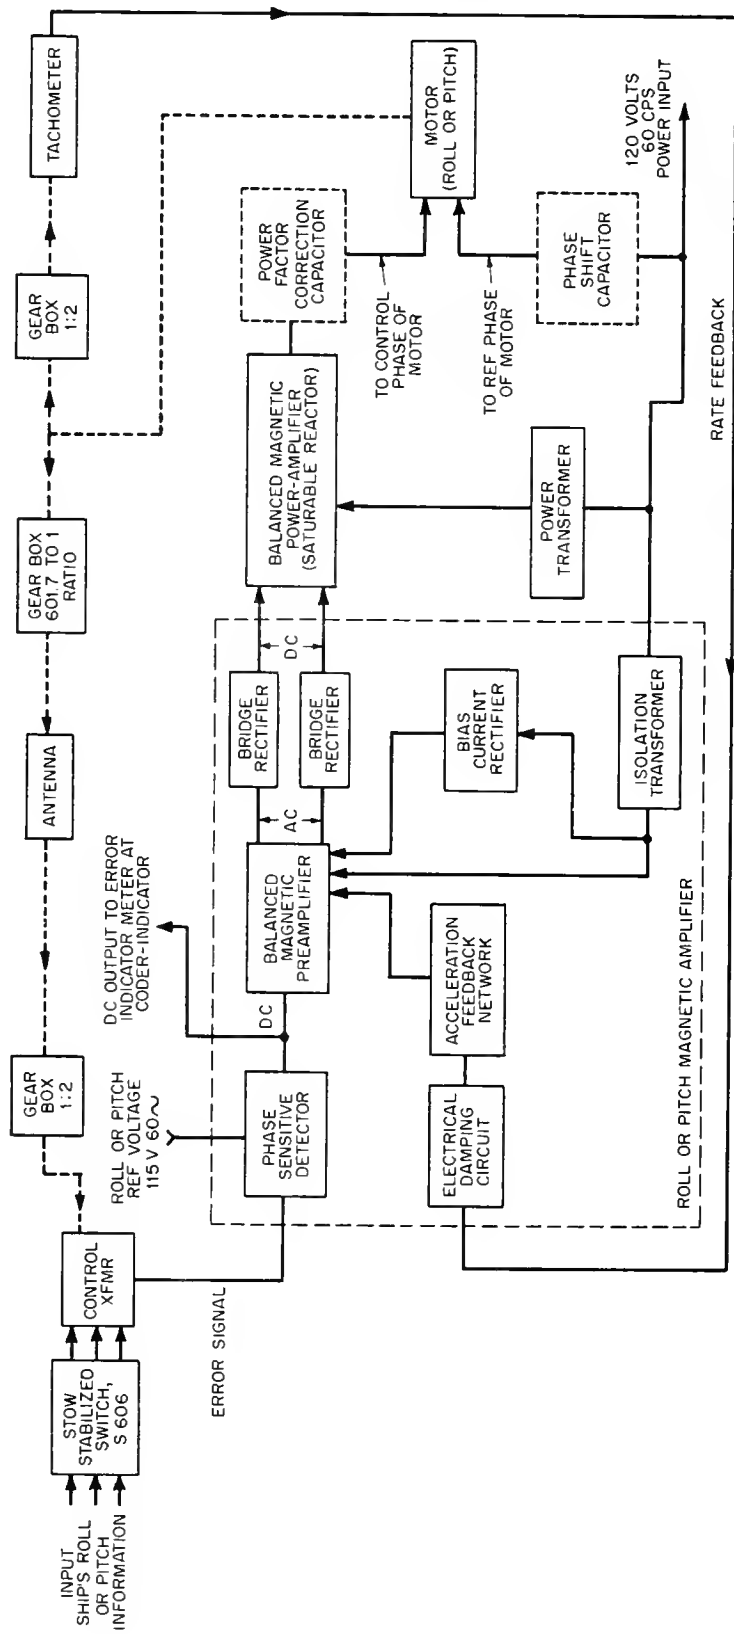 INPUT
SHIP'S ROLL
OR PITCH
INFORMATION
STOW
STABILIZED
SWITCH,
S 606
CONTROL
XFMR
GEAR
BOX
1:2
ANTENNA
GEAR BOX
601.7 TO 1
RATIO
GEAR
BOX
1:2
TACHOMETER
ERROR SIGNAL
ROLL OR PITCH
REF VOLTAGE
115 V 60~
DC OUTPUT TO ERROR
INDICATOR METER AT
CODER-INDICATOR
PHASE
SENSITIVE
DETECTOR
DC
BALANCED
MAGNETIC
PREAMPLIFIER
AC
BRIDGE
RECTIFIER
BRIDGE
RECTIFIER
DC
BALANCED MAGNETIC
POWER-AMPLIFIER
(SATURABLE REACTOR)
POWER
FACTOR
CORRECTION
CAPACITOR
TO CONTROL
PHASE OF
MOTOR
MOTOR
(ROLL OR PITCH)
TO REF PHASE
OF MOTOR
PHASE
SHIFT
CAPACITOR
120 VOLTS
60 CPS
POWER INPUT
ELECTRICAL
DAMPING
CIRCUIT
ACCELERATION
FEEDBACK
NETWORK
BIAS
CURRENT
RECTIFIER
ISOLATION
TRANSFORMER
POWER
TRANSFORMER
ROLL OR PITCH MAGNETIC AMPLIFIER
RATE FEEDBACK